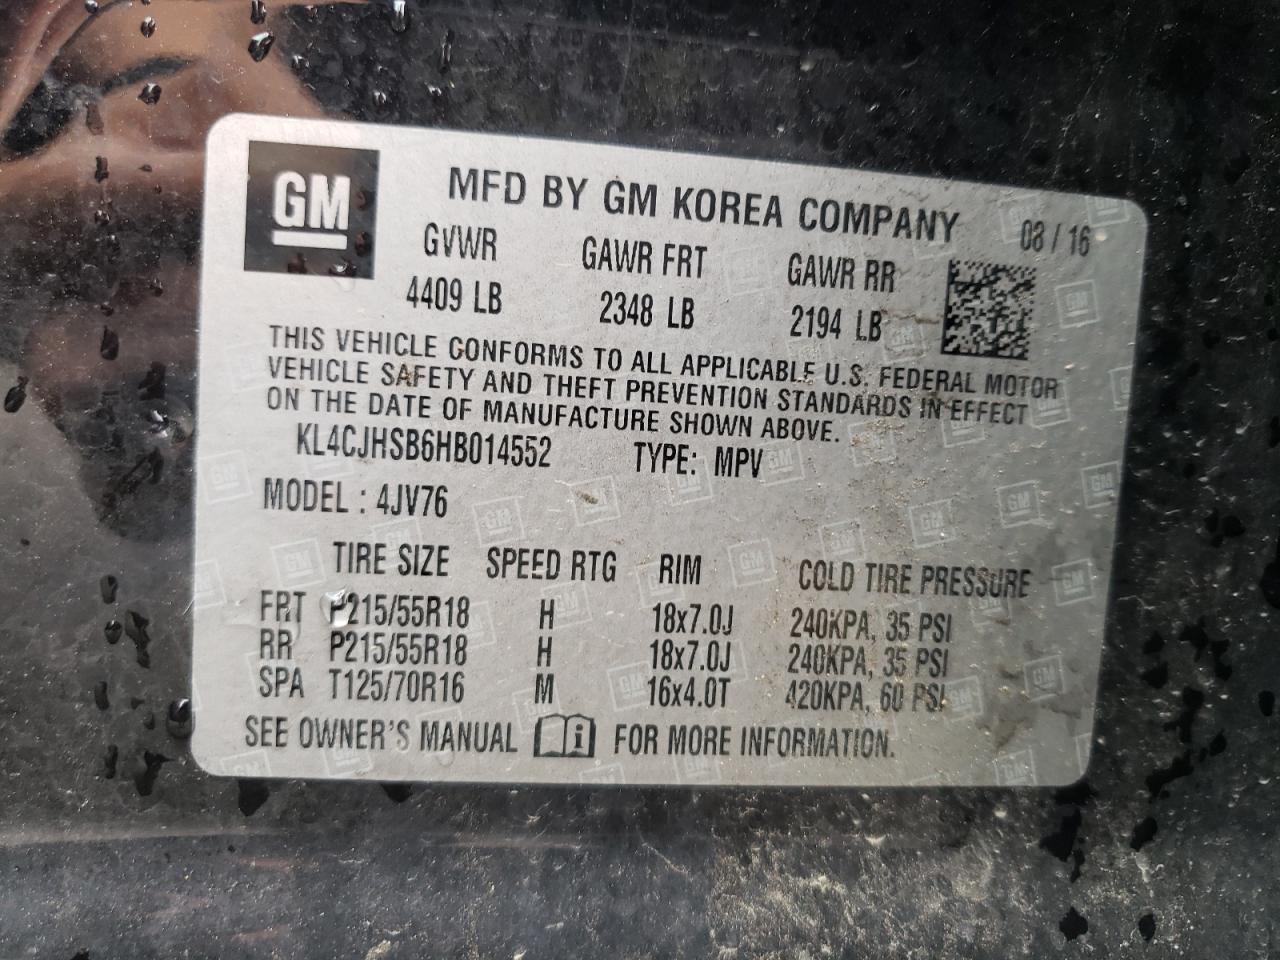 GM
MFD BY GM KOREA COMPANY 08 / 16
GVWR GAWR FRT GAWR RR
4409 LB 2348 LB 2194 LB
THIS VEHICLE CONFORMS TO ALL APPLICABLE U.S. FEDERAL MOTOR
VEHICLE SAFETY AND THEFT PREVENTION STANDARDS IN EFFECT
ON THE DATE OF MANUFACTURE SHOWN ABOVE.
KL4CJHSB6HB014552 TYPE: MPV
MODEL : 4JV76
TIRE SIZE SPEED RTG RIM COLD TIRE PRESSURE
FRT P215/55R18 H 18x7.0J 240KPA, 35 PSI
RR P215/55R18 H 18x7.0J 240KPA, 35 PSI
SPA T125/70R16 M 16x4.0T 420KPA, 60 PSI
SEE OWNER'S MANUAL i FOR MORE INFORMATION.